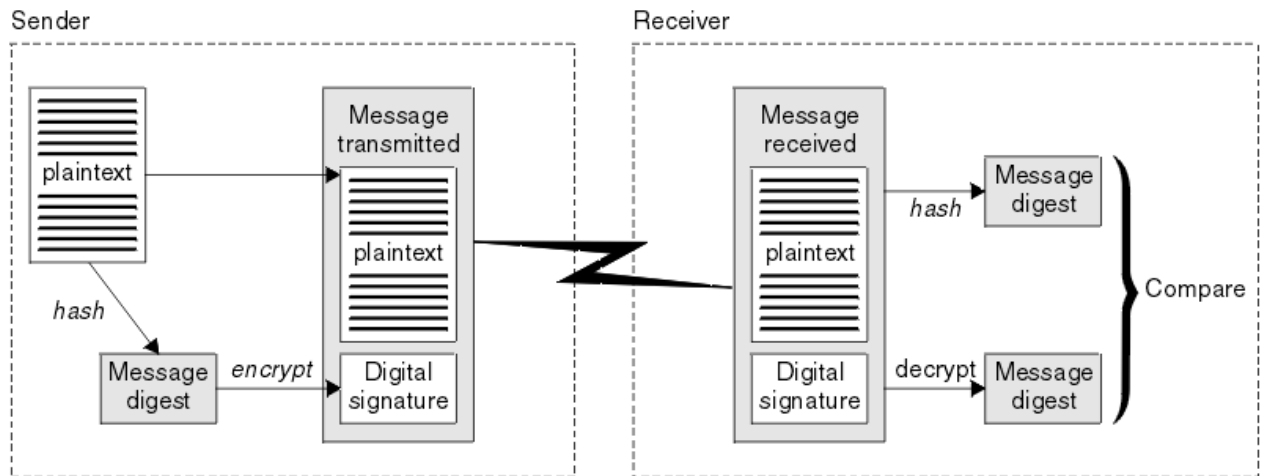 Sender
Receiver
plaintext
hash
Message
digest
encrypt
Message
transmitted
plaintext
Digital
signature
Message
received
plaintext
Digital
signature
hash
Message
digest
decrypt
Message
digest
Compare